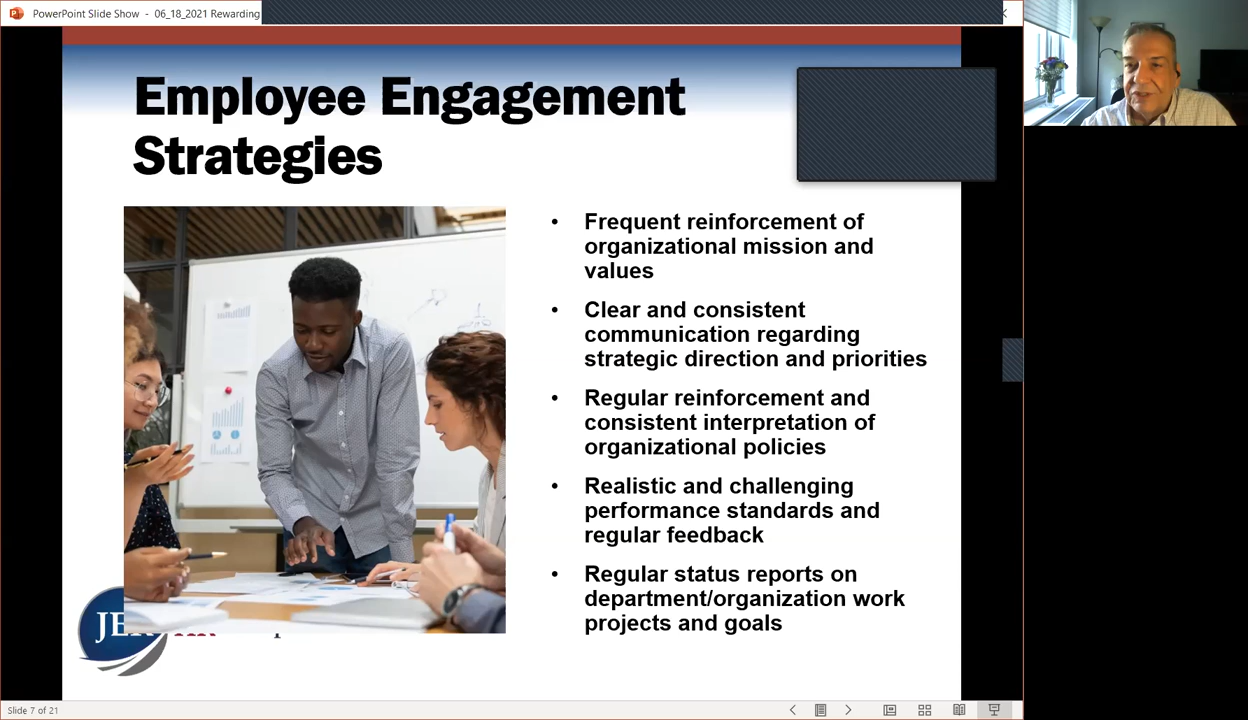 PowerPoint Slide Show - 06_18_2021 Rewarding
Employee Engagement
Strategies
• Frequent reinforcement of
organizational mission and
values
• Clear and consistent
communication regarding
strategic direction and priorities
• Regular reinforcement and
consistent interpretation of
organizational policies
• Realistic and challenging
performance standards and
regular feedback
• Regular status reports on
department/organization work
projects and goals
Slide 7 of 21